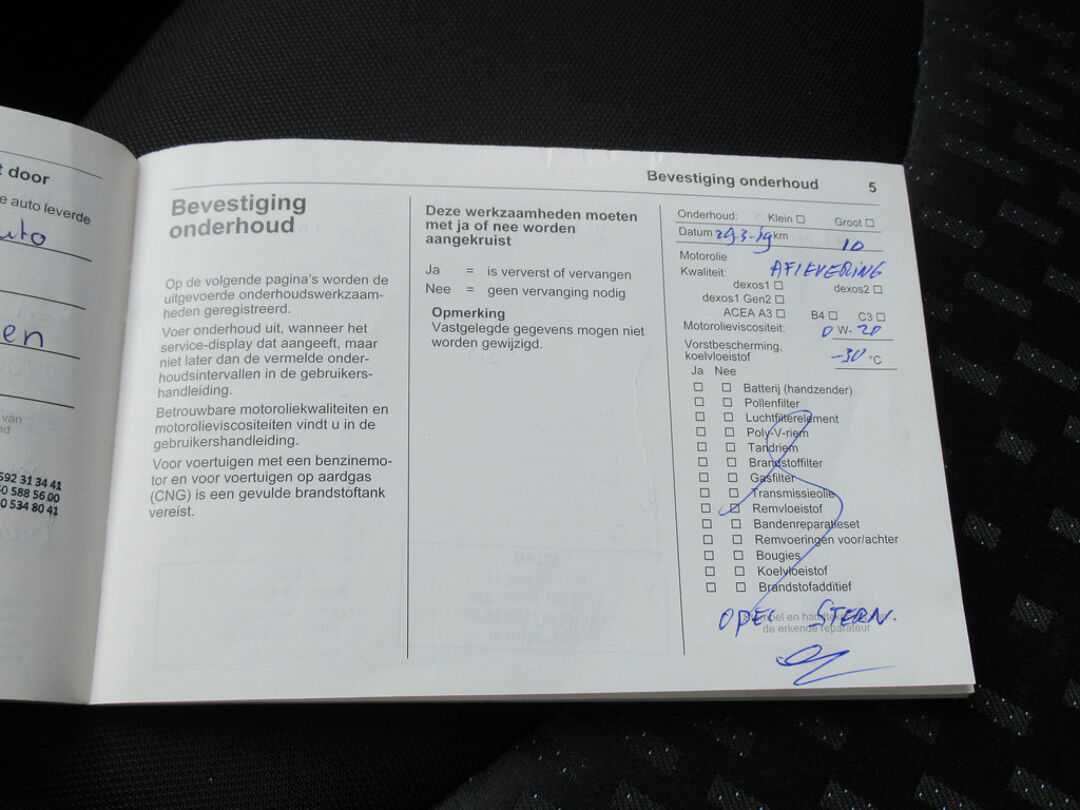 t door
e auto leverde
uto
en
van
nd
592 31 34 41
0 588 56 00
0 534 80 41
Bevestiging onderhoud 5
Bevestiging
onderhoud
Op de volgende pagina's worden de
uitgevoerde onderhoudswerkzaam-
heden geregistreerd.
Voer onderhoud uit, wanneer het
service-display dat aangeeft, maar
niet later dan de vermelde onder-
houdsintervallen in de gebruikers-
handleiding.
Betrouwbare motoroliekwaliteiten en
motorolieviscositeiten vindt u in de
gebruikershandleiding.
Voor voertuigen met een benzinemo-
tor en voor voertuigen op aardgas
(CNG) is een gevulde brandstoftank
vereist.
Deze werkzaamheden moeten
met ja of nee worden
aangekruist
Ja = is ververst of vervangen
Nee = geen vervanging nodig
Opmerking
Vastgelegde gegevens mogen niet
worden gewijzigd.
Onderhoud: Klein Groot
Datum 29-3-19 km 10
Motorolie
Kwaliteit: AFLEVERING
dexos1 dexos2
dexos1 Gen2
ACEA A3 B4 C3
Motorolieviscositeit: 0 W- 20
Vorstbescherming,
koelvloeistof -30 °C
Ja Nee
Batterij (handzender)
Pollenfilter
Luchtfilterelement
Poly-V-riem
Tandriem
Brandstoffilter
Gasfilter
Transmissieolie
Remvloeistof
Bandenreparatieset
Remvoeringen voor/achter
Bougies
Koelvloeistof
Brandstofadditief
OPEL STERN.
Stempel en handtekening van
de erkende reparateur